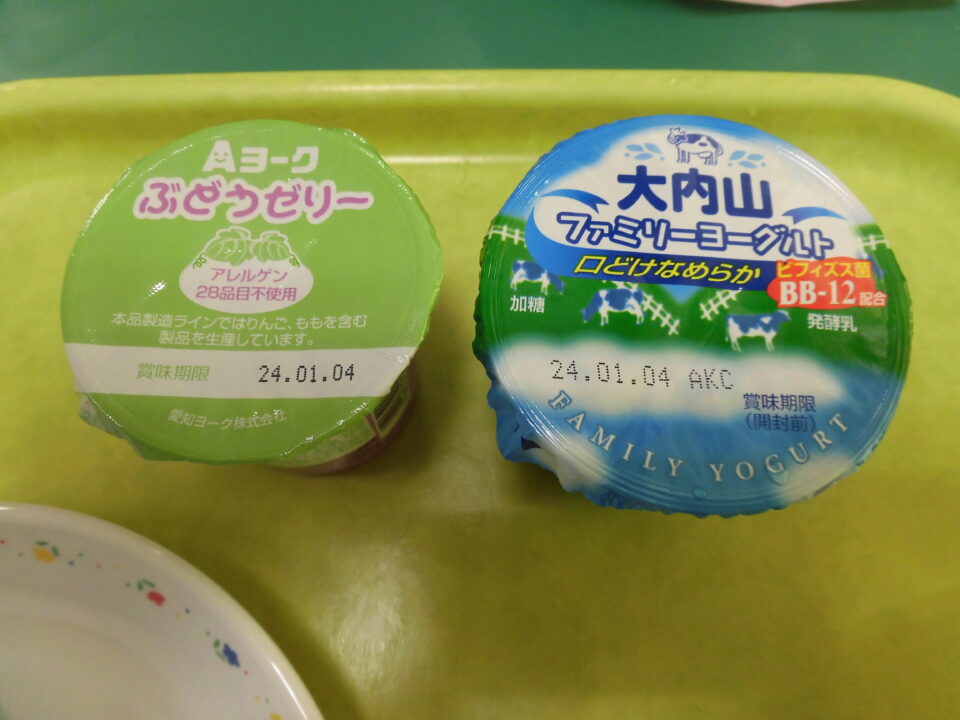 Aヨーク
ぶどうゼリー
アレルゲン
28品目不使用
本品製造ラインではりんご、ももを含む
製品を生産しています。
賞味期限 24.01.04
愛知ヨーク株式会社
大内山
ファミリーヨーグルト
口どけなめらか
ビフィズス菌
BB-12配合
加糖
発酵乳
24.01.04 AKC
賞味期限
(開封前)
FAMILY YOGURT